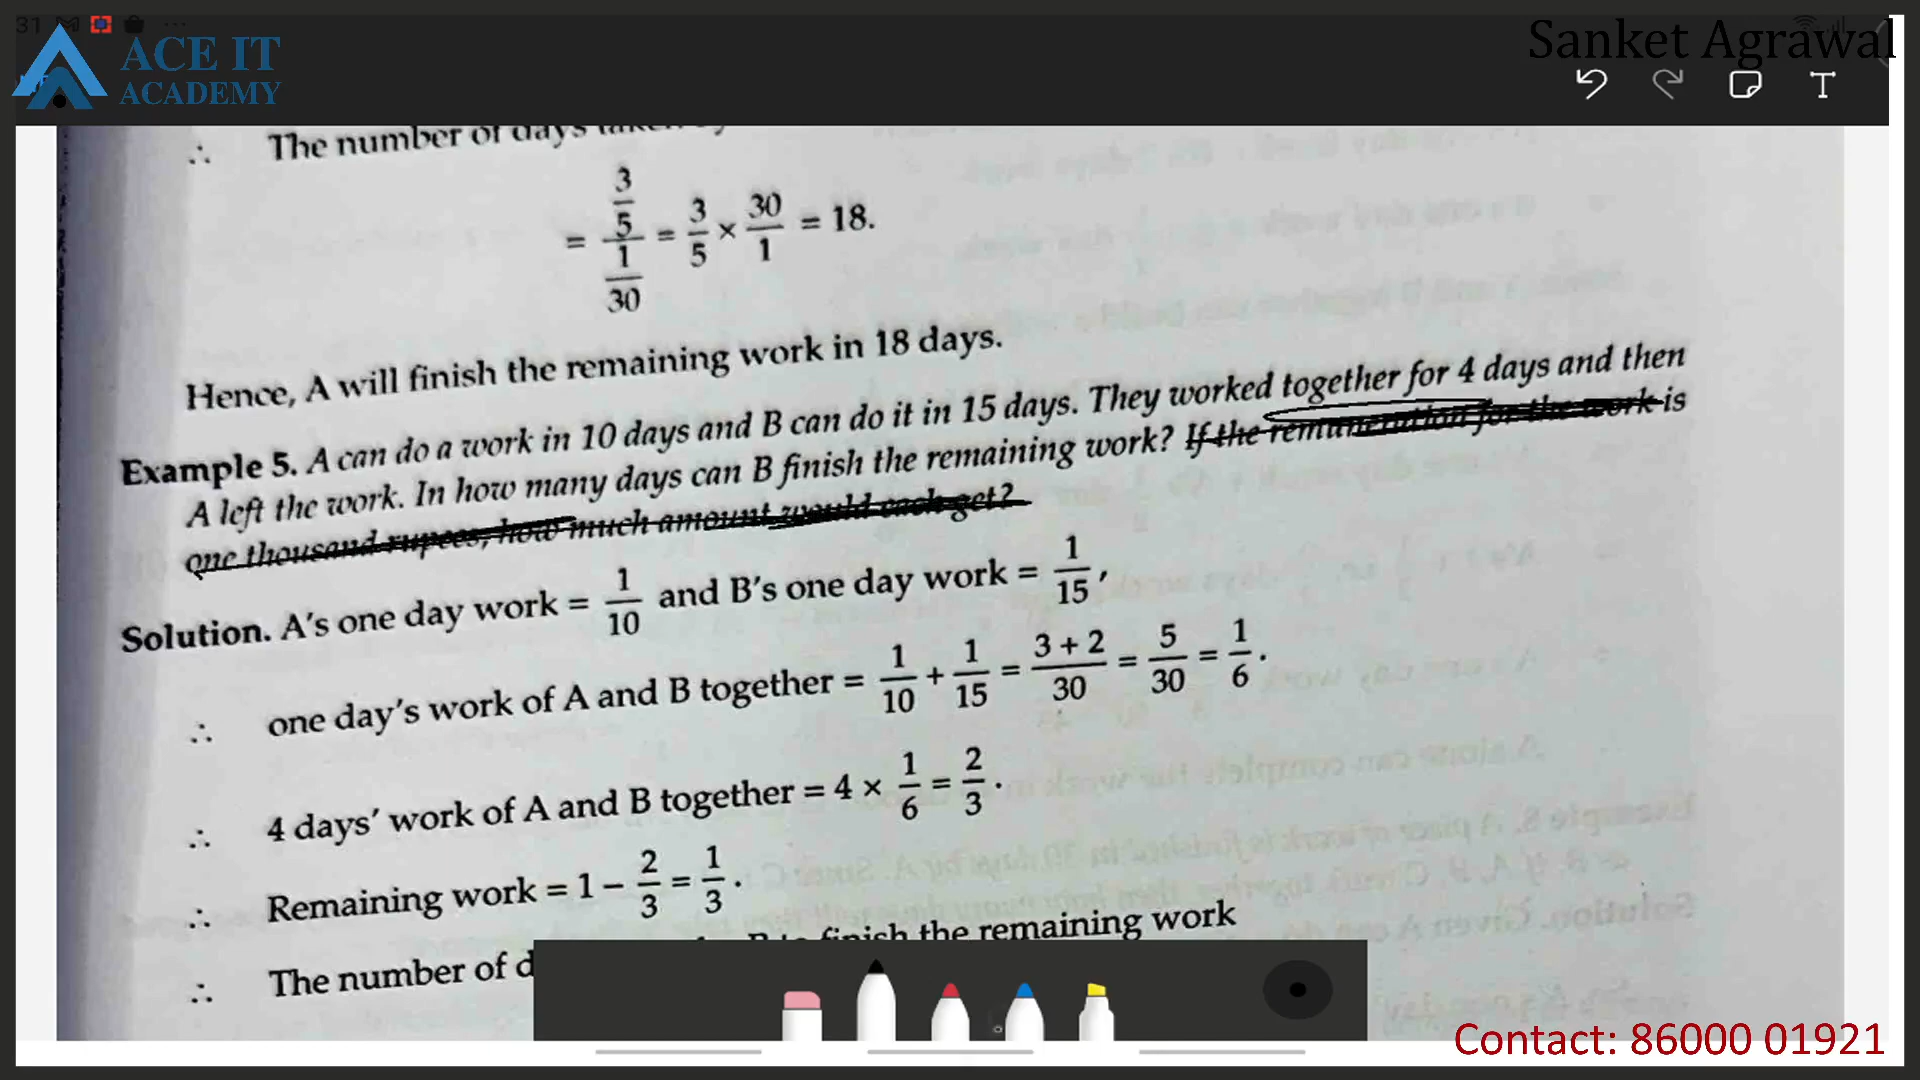 31
ACE IT
ACADEMY
Sanket Agrawal
T
∴ The number of days taken by
= (3/5)/(1/30) = 3/5 × 30/1 = 18.
Hence, A will finish the remaining work in 18 days.
Example 5. A can do a work in 10 days and B can do it in 15 days. They worked together for 4 days and then
A left the work. In how many days can B finish the remaining work? If the remuneration for the work is
one thousand rupees, how much amount would each get?
Solution. A's one day work = 1/10 and B's one day work = 1/15,
∴ one day's work of A and B together = 1/10 + 1/15 = (3 + 2)/30 = 5/30 = 1/6.
∴ 4 days' work of A and B together = 4 × 1/6 = 2/3.
∴ Remaining work = 1 – 2/3 = 1/3.
∴ The number of B to finish the remaining work
Contact: 86000 01921